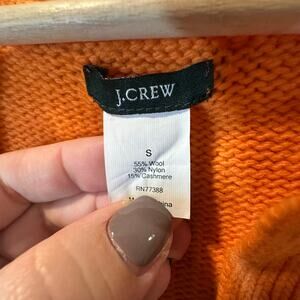 J.CREW
S
55% Wool
30% Nylon
15% Cashmere
RN77388